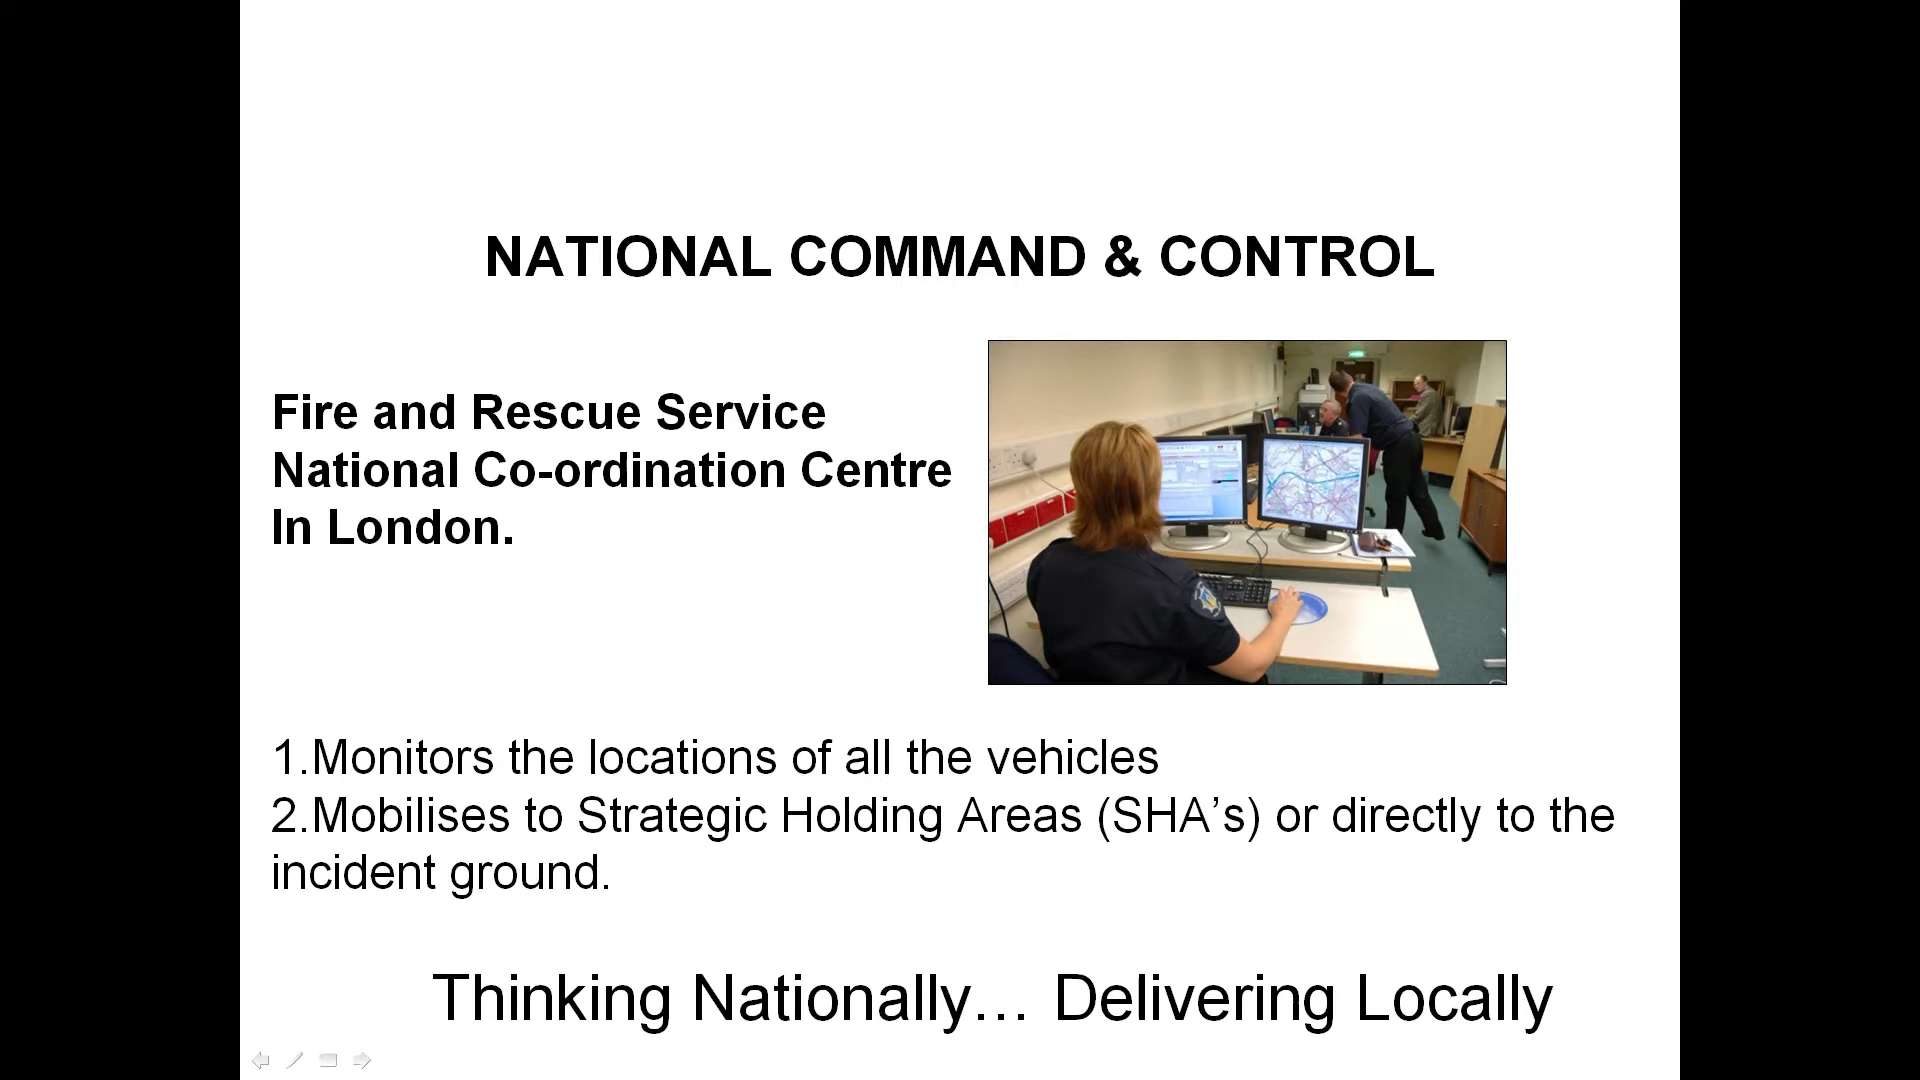 NATIONAL COMMAND & CONTROL
Fire and Rescue Service
National Co-ordination Centre
In London.
1.Monitors the locations of all the vehicles
2.Mobilises to Strategic Holding Areas (SHA’s) or directly to the
incident ground.
Thinking Nationally… Delivering Locally